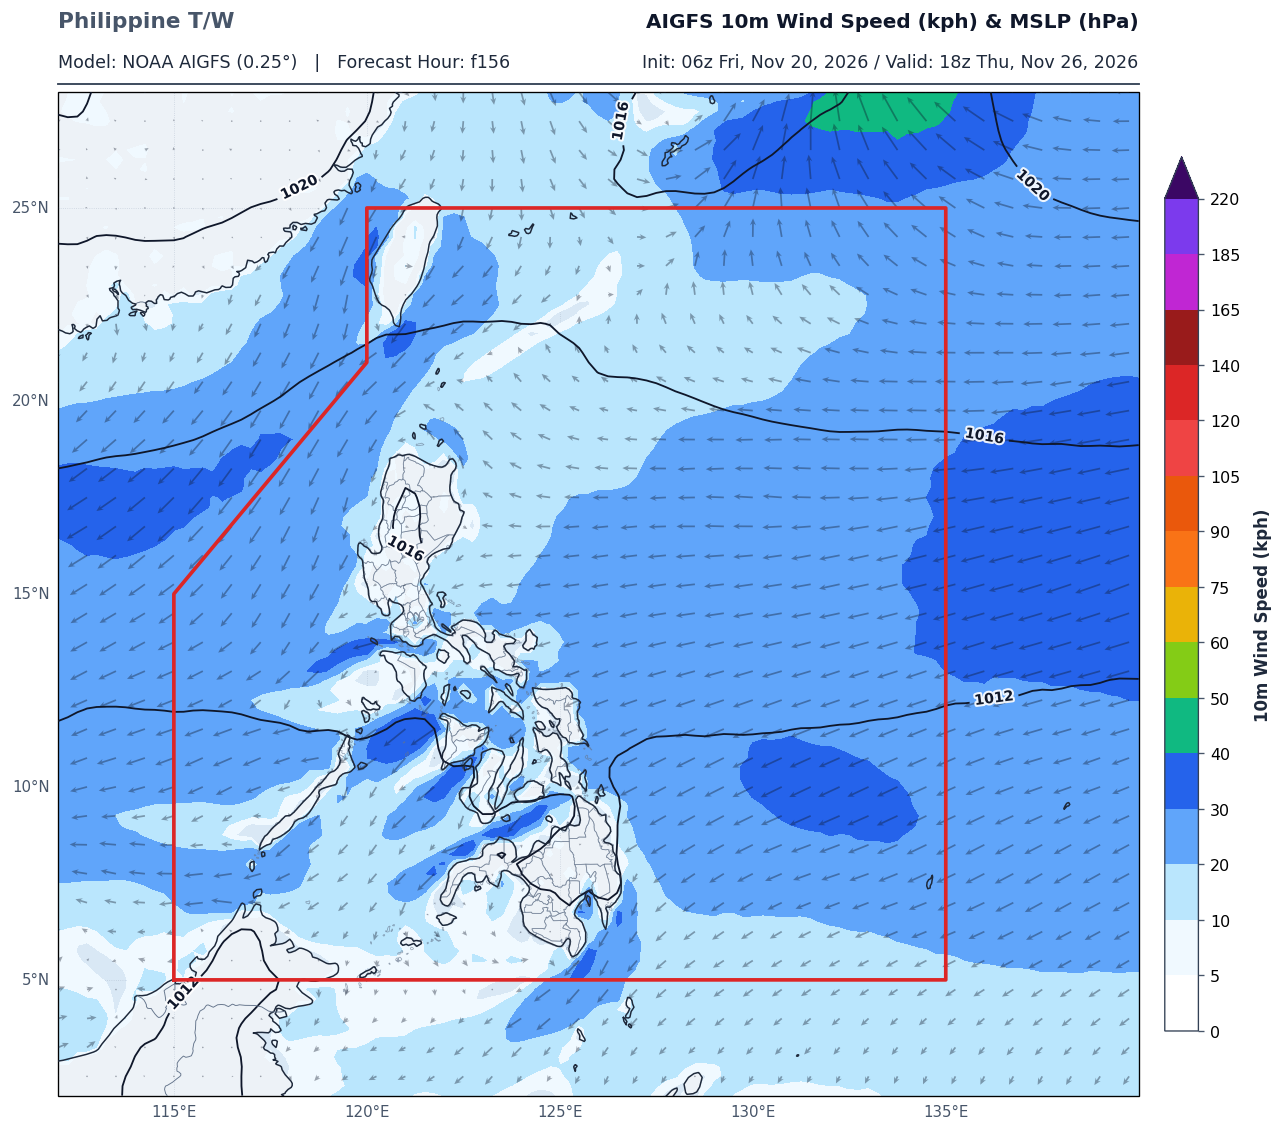 Philippine T/W
AIGFS 10m Wind Speed (kph) & MSLP (hPa)
Model: NOAA AIGFS (0.25°) | Forecast Hour: f156
Init: 06z Fri, Nov 20, 2026 / Valid: 18z Thu, Nov 26, 2026
1016
1020
1020
25°N
20°N
1016
1016
15°N
1012
10°N
5°N
1012
115°E
120°E
125°E
130°E
135°E
220
185
165
140
120
105
90
75
60
50
40
30
20
10
5
0
10m Wind Speed (kph)